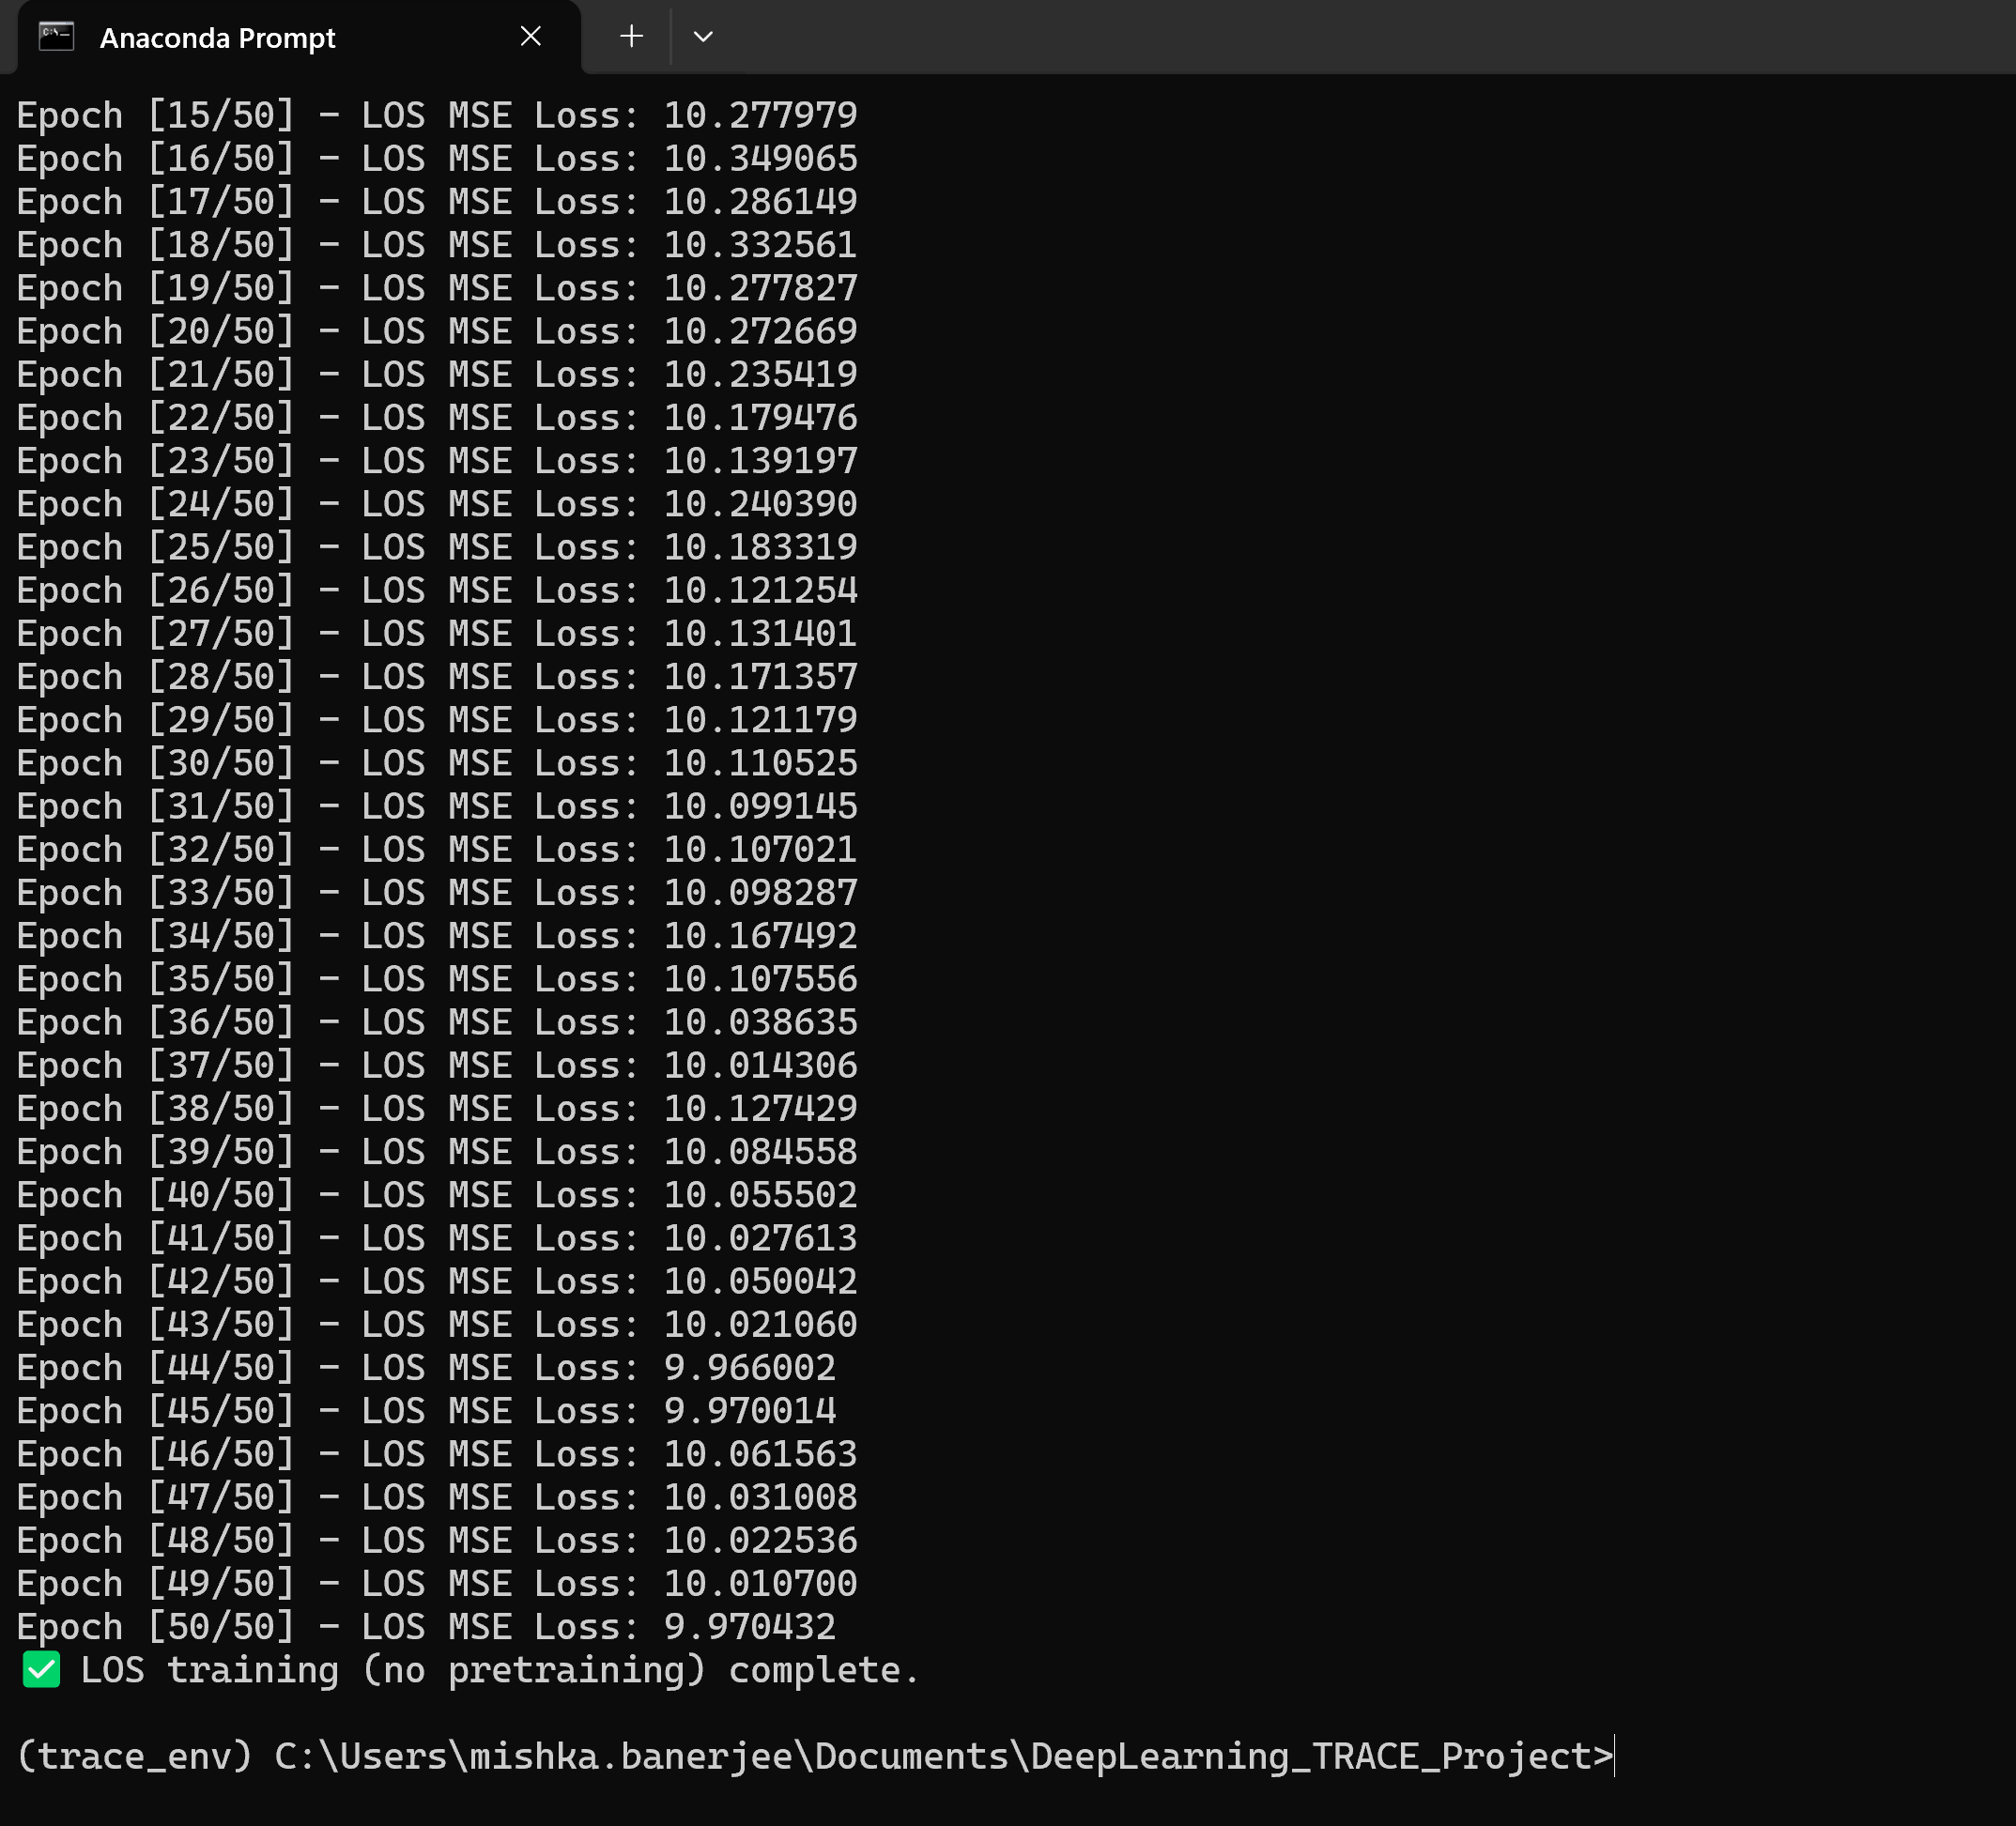 Anaconda Prompt
Epoch [15/50] - LOS MSE Loss: 10.277979
Epoch [16/50] - LOS MSE Loss: 10.349065
Epoch [17/50] - LOS MSE Loss: 10.286149
Epoch [18/50] - LOS MSE Loss: 10.332561
Epoch [19/50] - LOS MSE Loss: 10.277827
Epoch [20/50] - LOS MSE Loss: 10.272669
Epoch [21/50] - LOS MSE Loss: 10.235419
Epoch [22/50] - LOS MSE Loss: 10.179476
Epoch [23/50] - LOS MSE Loss: 10.139197
Epoch [24/50] - LOS MSE Loss: 10.240390
Epoch [25/50] - LOS MSE Loss: 10.183319
Epoch [26/50] - LOS MSE Loss: 10.121254
Epoch [27/50] - LOS MSE Loss: 10.131401
Epoch [28/50] - LOS MSE Loss: 10.171357
Epoch [29/50] - LOS MSE Loss: 10.121179
Epoch [30/50] - LOS MSE Loss: 10.110525
Epoch [31/50] - LOS MSE Loss: 10.099145
Epoch [32/50] - LOS MSE Loss: 10.107021
Epoch [33/50] - LOS MSE Loss: 10.098287
Epoch [34/50] - LOS MSE Loss: 10.167492
Epoch [35/50] - LOS MSE Loss: 10.107556
Epoch [36/50] - LOS MSE Loss: 10.038635
Epoch [37/50] - LOS MSE Loss: 10.014306
Epoch [38/50] - LOS MSE Loss: 10.127429
Epoch [39/50] - LOS MSE Loss: 10.084558
Epoch [40/50] - LOS MSE Loss: 10.055502
Epoch [41/50] - LOS MSE Loss: 10.027613
Epoch [42/50] - LOS MSE Loss: 10.050042
Epoch [43/50] - LOS MSE Loss: 10.021060
Epoch [44/50] - LOS MSE Loss: 9.966002
Epoch [45/50] - LOS MSE Loss: 9.970014
Epoch [46/50] - LOS MSE Loss: 10.061563
Epoch [47/50] - LOS MSE Loss: 10.031008
Epoch [48/50] - LOS MSE Loss: 10.022536
Epoch [49/50] - LOS MSE Loss: 10.010700
Epoch [50/50] - LOS MSE Loss: 9.970432
✅ LOS training (no pretraining) complete.
(trace_env) C:\Users\mishka.banerjee\Documents\DeepLearning_TRACE_Project>